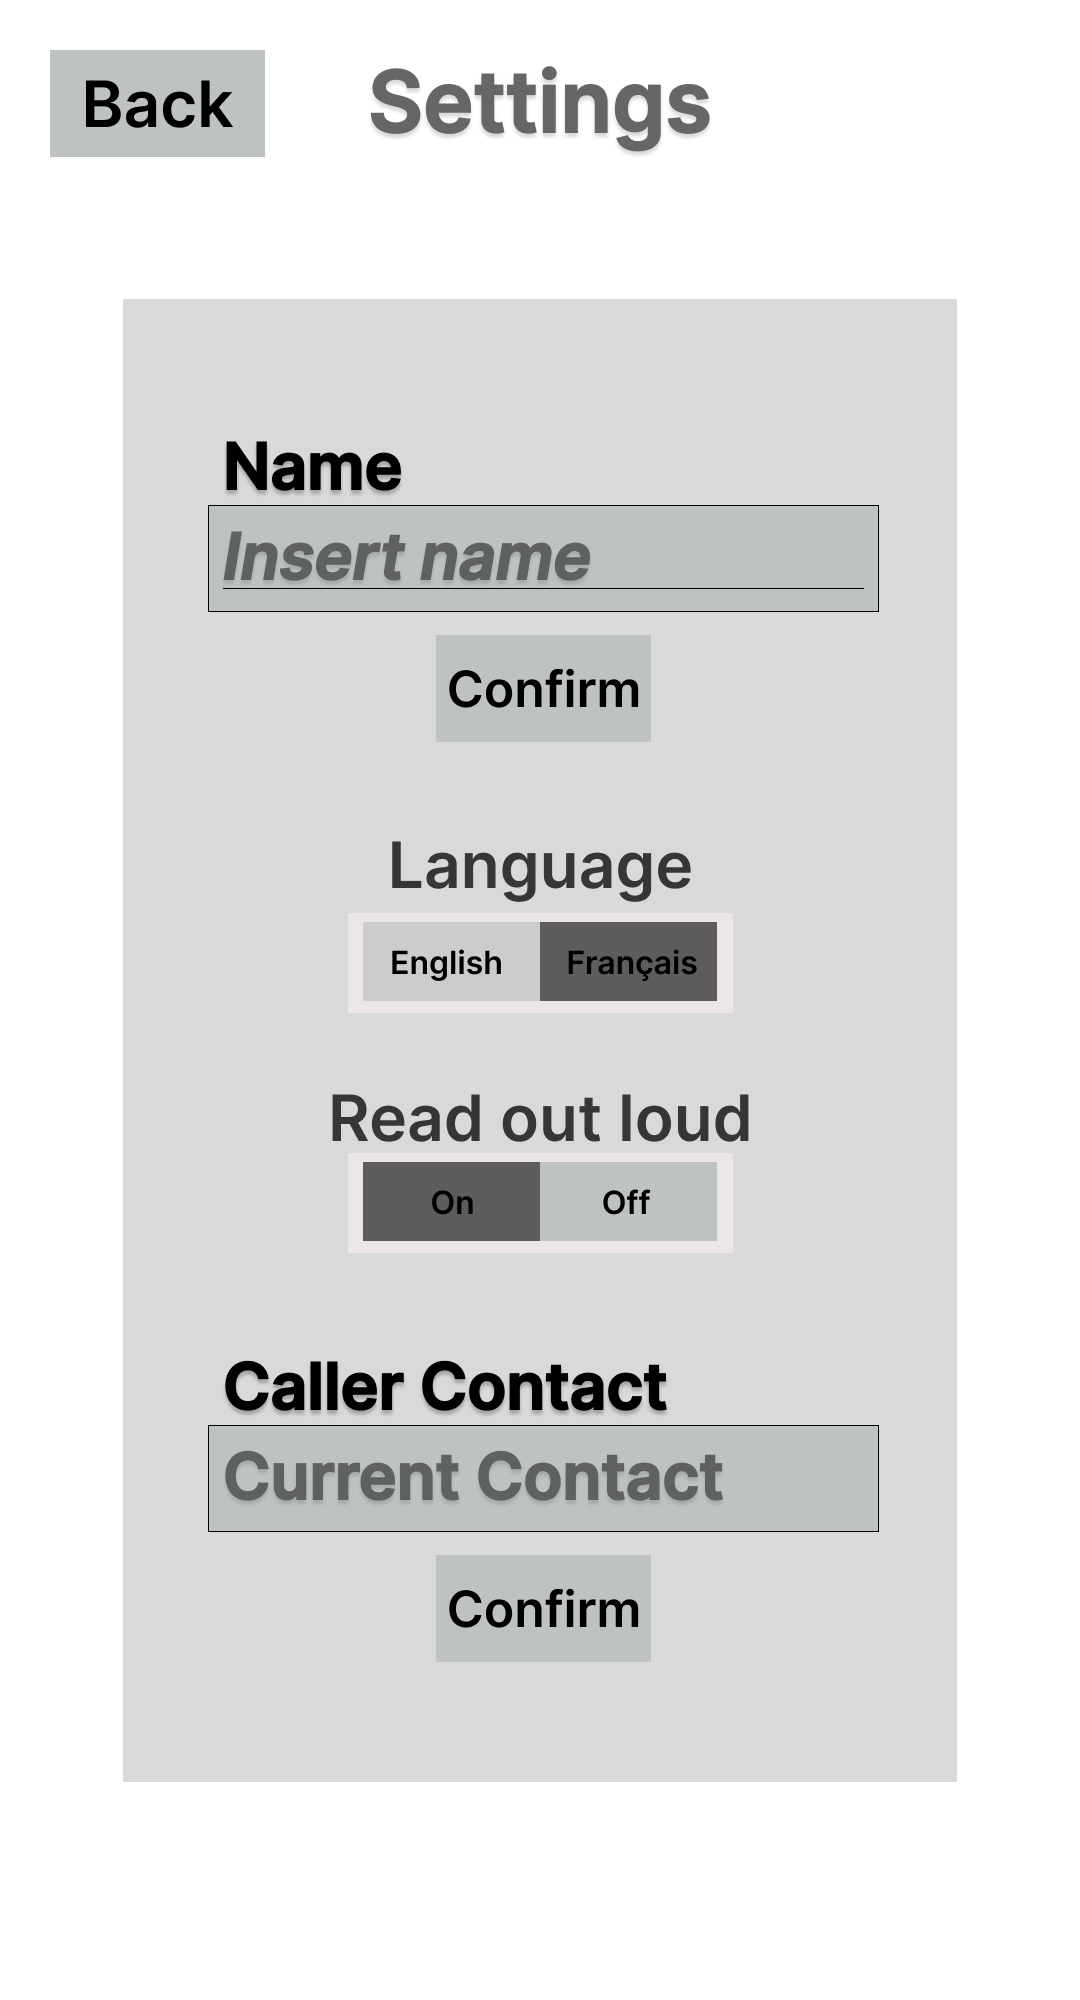 Back
Settings
Name
Insert name
Confirm
Language
English
Français
Read out loud
On
Off
Caller Contact
Current Contact
Confirm